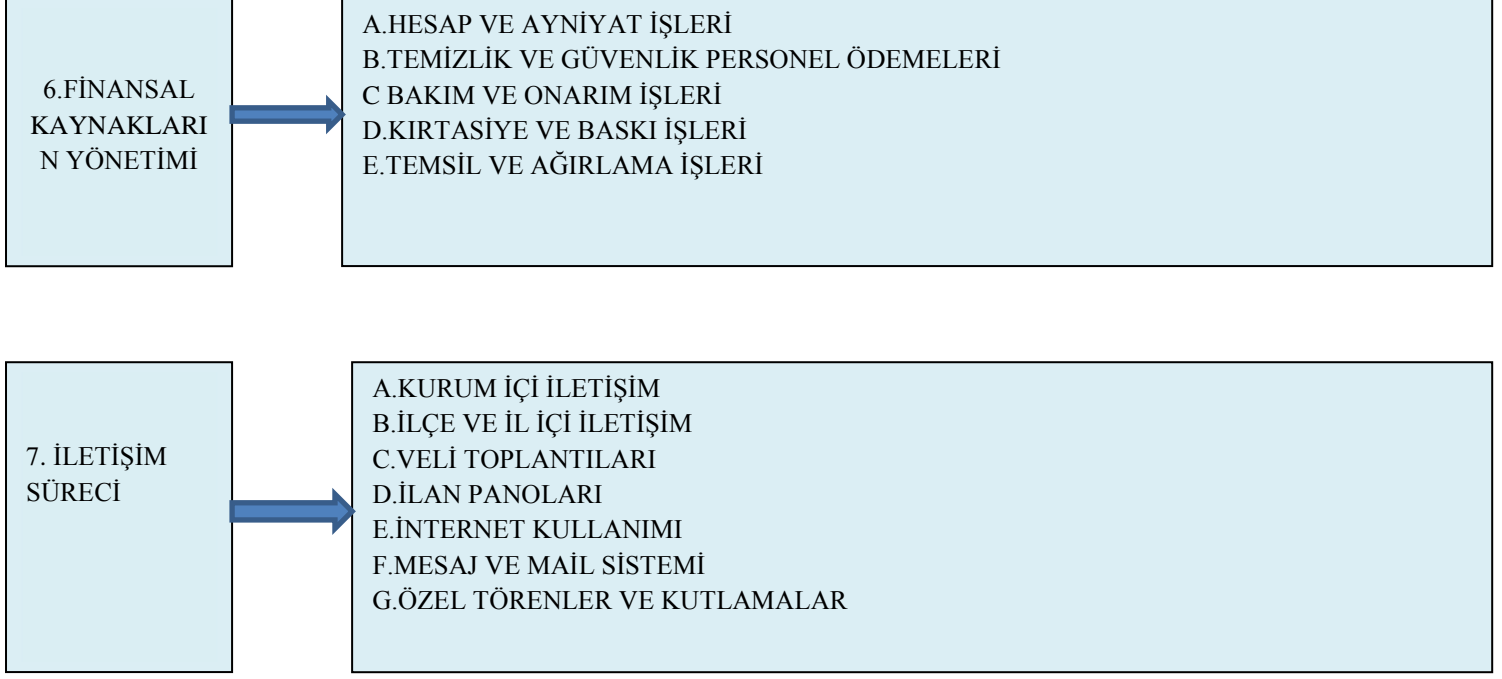 6.FİNANSAL
KAYNAKLARI
N YÖNETİMİ
A.HESAP VE AYNİYAT İŞLERİ
B.TEMİZLİK VE GÜVENLİK PERSONEL ÖDEMELERİ
C BAKIM VE ONARIM İŞLERİ
D.KIRTASİYE VE BASKI İŞLERİ
E.TEMSİL VE AĞIRLAMA İŞLERİ
7. İLETİŞİM
SÜRECİ
A.KURUM İÇİ İLETİŞİM
B.İLÇE VE İL İÇİ İLETİŞİM
C.VELİ TOPLANTILARI
D.İLAN PANOLARI
E.İNTERNET KULLANIMI
F.MESAJ VE MAİL SİSTEMİ
G.ÖZEL TÖRENLER VE KUTLAMALAR